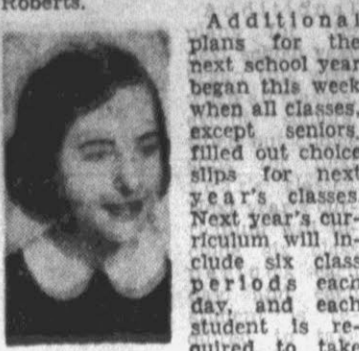 Roberts.
Additional
plans for the
next school year
began this week
when all classes,
except seniors,
filled out choice
slips for next
year's classes.
Next year's cur-
riculum will in-
clude six class
periods each
day, and each
student is re-
quired to take